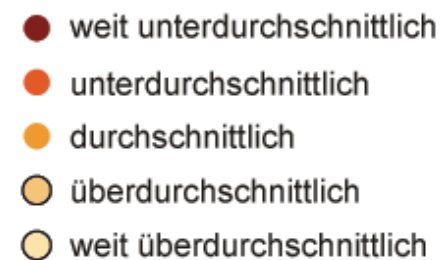 weit unterdurchschnittlich
unterdurchschnittlich
durchschnittlich
überdurchschnittlich
weit überdurchschnittlich